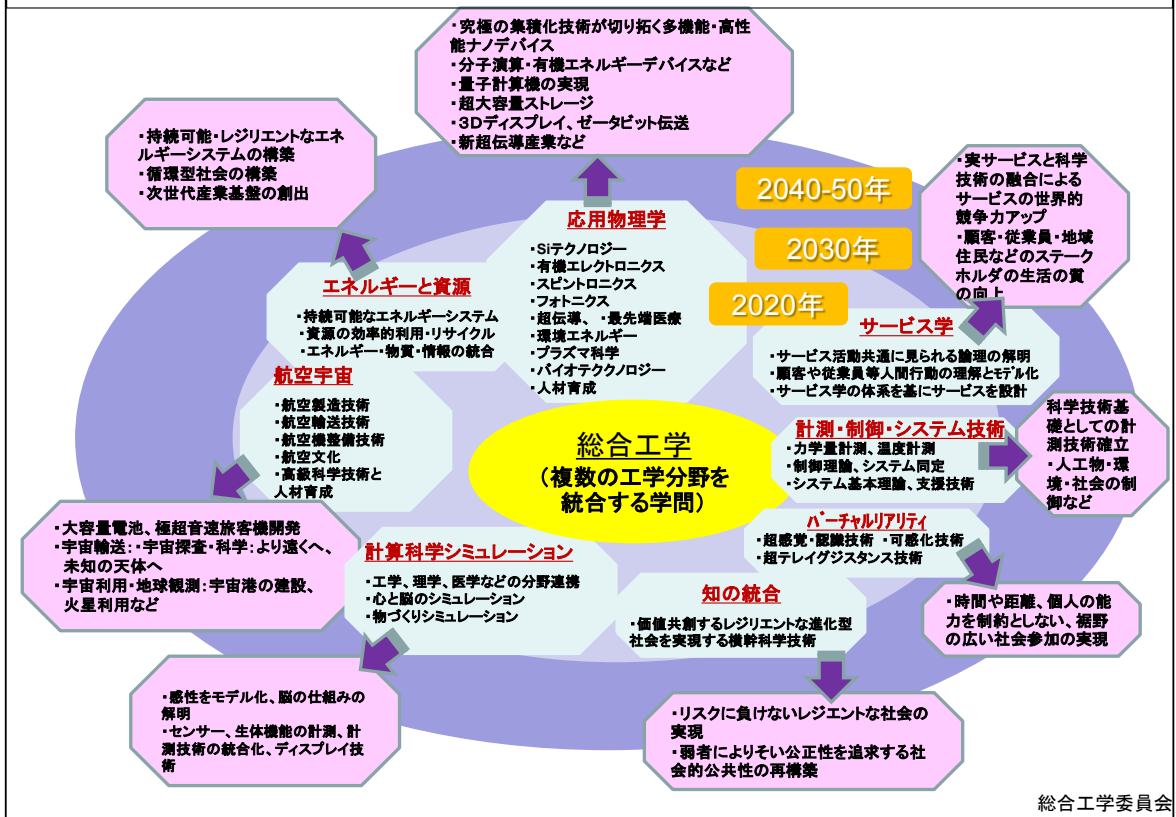 ・究極の集積化技術が切り拓く多機能・高性
能ナノデバイス
・分子演算・有機エネルギーデバイスなど
・量子計算機の実現
・超大容量ストレージ
・3Dディスプレイ、ゼータビット伝送
・新超伝導産業など
・持続可能・レジリエントなエネ
ルギーシステムの構築
・循環型社会の構築
・次世代産業基盤の創出
・実サービスと科学
技術の融合による
サービスの世界的
競争力アップ
・顧客・従業員・地域
住民などのステーク
ホルダの生活の質
の向上
2040-50年
2030年
2020年
応用物理学
・Siテクノロジー
・有機エレクトロニクス
・スピントロニクス
・フォトニクス
・超伝導、・最先端医療
・環境エネルギー
・プラズマ科学
・バイオテククノロジー
・人材育成
エネルギーと資源
・持続可能なエネルギーシステム
・資源の効率的利用・リサイクル
・エネルギー・物質・情報の統合
サービス学
・サービス活動共通に見られる論理の解明
・顧客や従業員等人間行動の理解とモデル化
・サービス学の体系を基にサービスを設計
航空宇宙
・航空製造技術
・航空輸送技術
・航空機整備技術
・航空文化
・高級科学技術と
人材育成
総合工学
(複数の工学分野を
統合する学問)
計測・制御・システム技術
・力学量計測、温度計測
・制御理論、システム同定
・システム基本理論、支援技術
科学技術基
礎としての計
測技術確立
・人工物・環
境・社会の制
御など
・大容量電池、極超音速旅客機開発
・宇宙輸送:・宇宙探査・科学:より遠くへ、
未知の天体へ
・宇宙利用・地球観測:宇宙港の建設、
火星利用など
計算科学シミュレーション
・工学、理学、医学などの分野連携
・心と脳のシミュレーション
・物づくりシミュレーション
バーチャルリアリティ
・超感覚・認識技術 ・可感化技術
・超テレイグジスタンス技術
知の統合
・価値共創するレジリエントな進化型
社会を実現する横幹科学技術
・時間や距離、個人の能
力を制約としない、裾野
の広い社会参加の実現
・感性をモデル化、脳の仕組みの
解明
・センサー、生体機能の計測、計
測技術の統合化、ディスプレイ技
術
・リスクに負けないレジエントな社会の
実現
・弱者によりそい公正性を追求する社
会的公共性の再構築
総合工学委員会